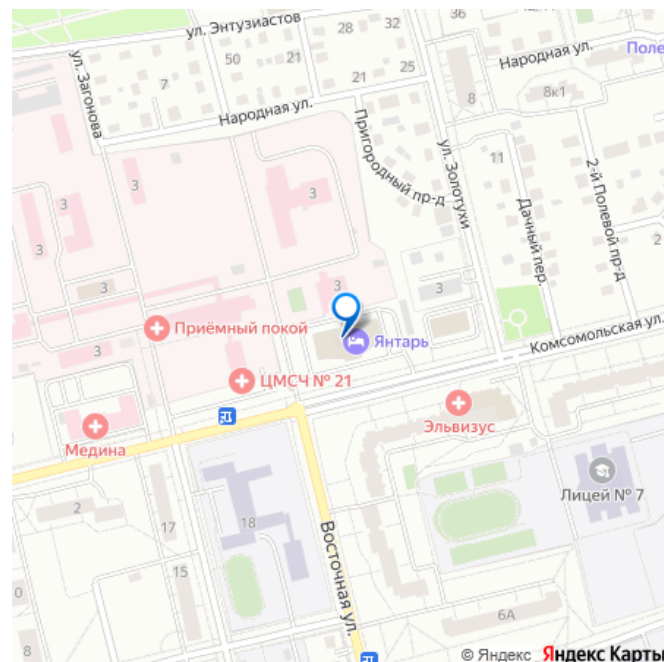 ул. Энтузиастов
28
32
36
Народная ул.
Поле
50
21
ул. Загонова
7
21
25
8
8к1
Народная ул.
Пригородный пр-д
ул. Золотухи
11
Дачный пер.
2-й Полевой пр-д
3
3
3
3
2
3
3
3
Приёмный покой
Янтарь
Комсомольская ул.
ЦМСЧ № 21
Эльвизус
Медина
Лицей № 7
2
17
18
Восточная ул.
15
0
6А
8
© Яндекс Яндекс Карты